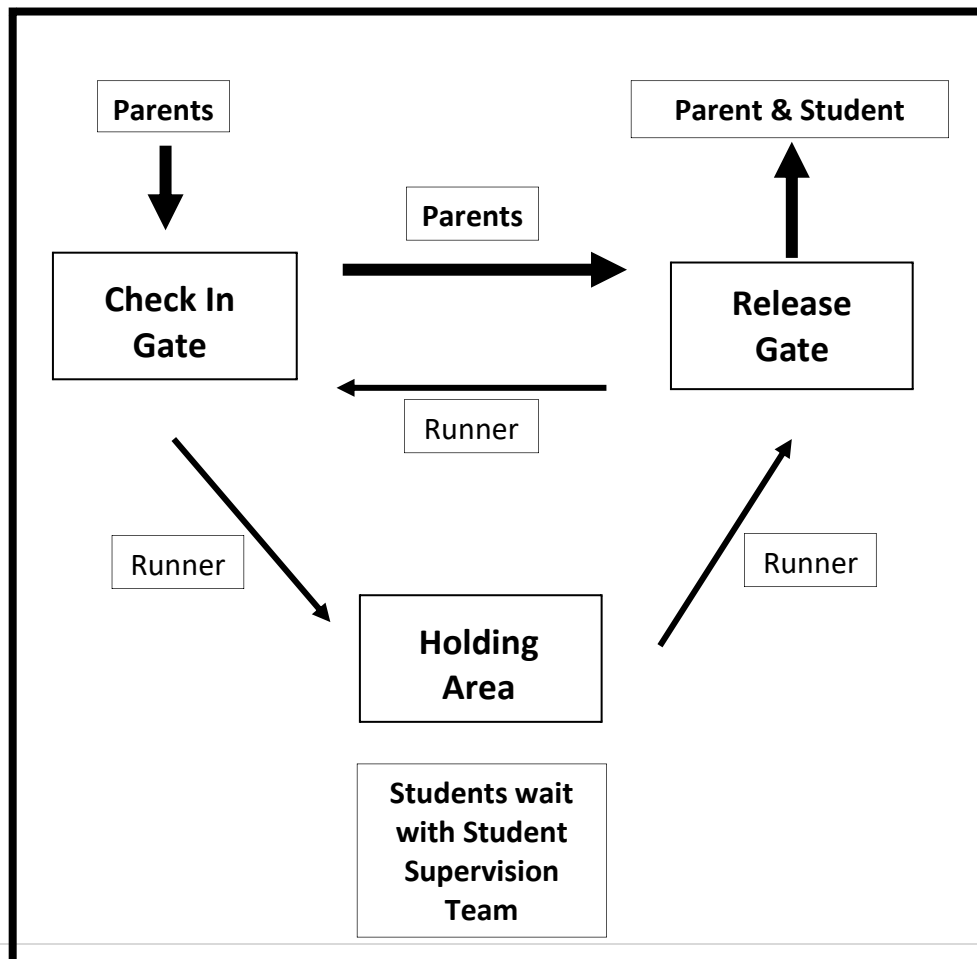 Parents
Parent & Student
Parents
Check In
Gate
Release
Gate
Runner
Runner
Runner
Holding
Area
Students wait
with Student
Supervision
Team